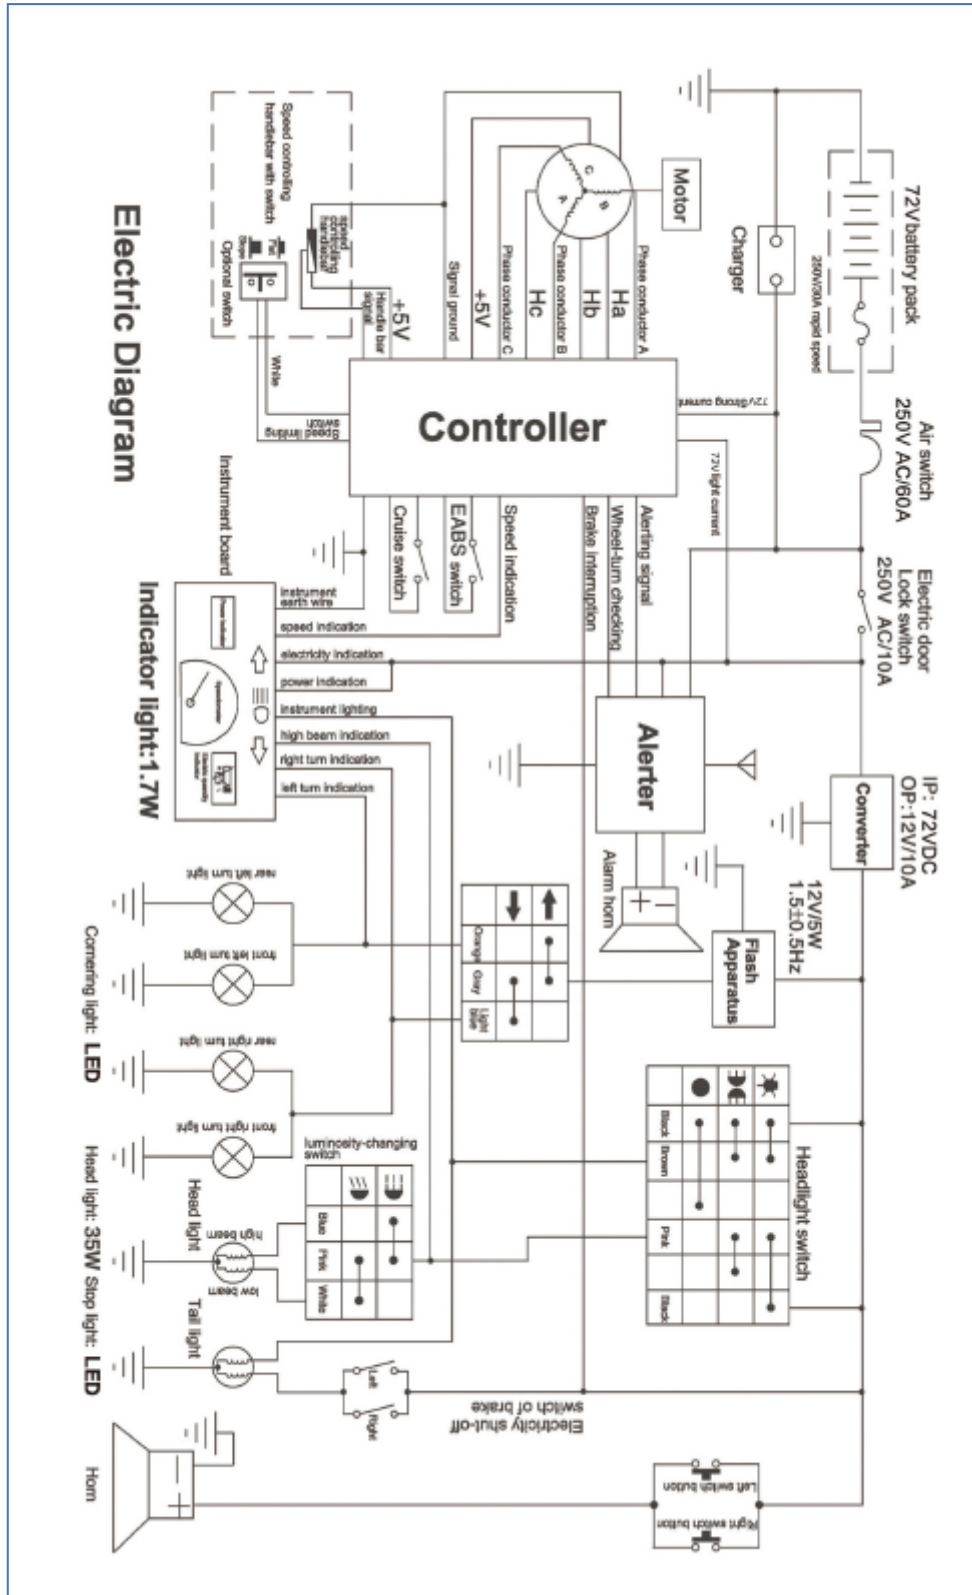 Electric Diagram
Speed controlling
handlebar with switch
Flat
Slope
Optional switch
speed
controlling
handlebar
White
Handle bar
signal
+5V
Signal ground
+5V
Phase conductor C
Hc
Phase conductor B
Hb
Ha
Phase conductor A
A
B
C
Motor
Charger
72V battery pack
250V/30A rapid speed
Air switch
250V AC/60A
Electric door
Lock switch
250V AC/10A
IP: 72VDC
OP:12V/10A
Converter
Controller
72V Strong current
72V light current
Speed limiting
switch
Cruise switch
EABS switch
Speed indication
Brake interruption
Wheel-turn checking
Alerting signal
Instrument board
Indicator light:1.7W
Power indicator
Speedometer
Electric quantity
indicator
instrument
earth wire
speed indication
electricity indication
power indication
instrument lighting
high beam indication
right turn indication
left turn indication
Alerter
Alarm horn
+
−
12V/5W
1.5±0.5Hz
Flash
Apparatus
Orange
Gray
Light
blue
rear left turn light
front left turn light
rear right turn light
front right turn light
Cornering light: LED
Head light: 35W
Stop light: LED
luminosity-changing
switch
Blue
Pink
White
Headlight switch
Black
Brown
Pink
Black
Head light
high beam
low beam
Tail light
Left
Right
Electricity shut-off
switch of brake
Left switch button
Right switch button
Horn
−
+